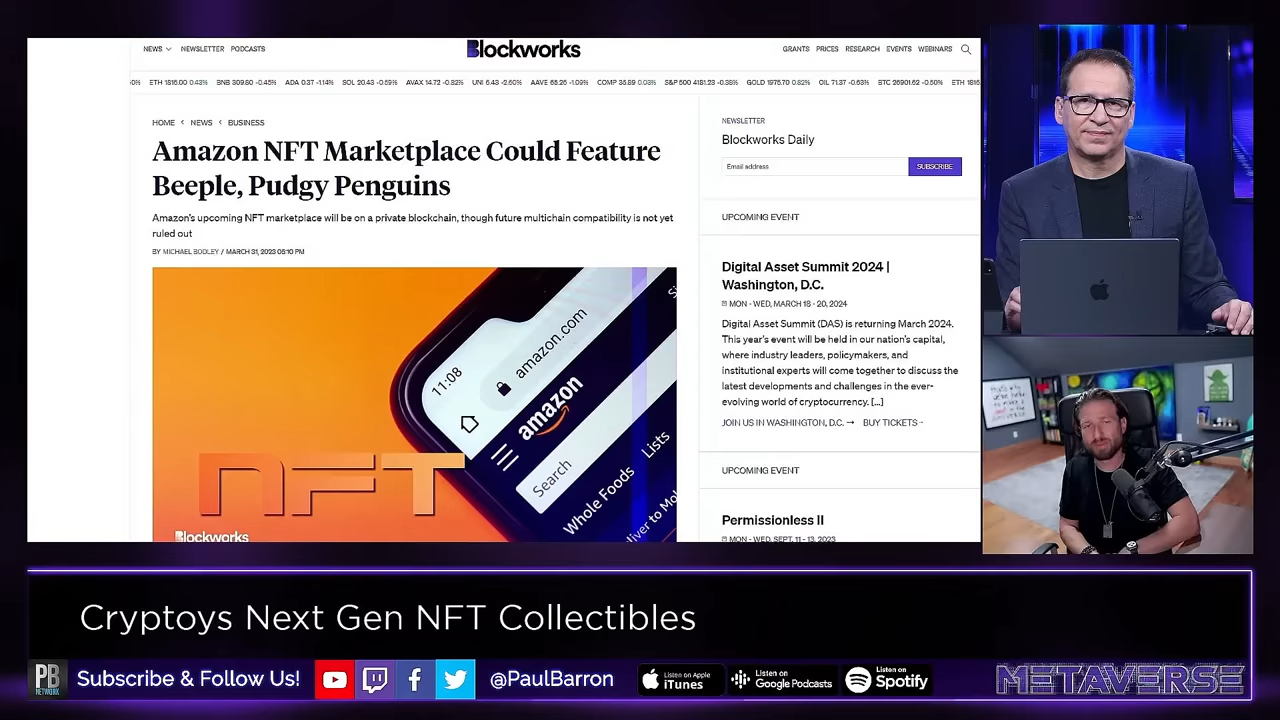 NEWS NEWSLETTER PODCASTS
Blockworks
GRANTS PRICES RESEARCH EVENTS WEBINARS
ETH 1816.00 0.43% BNB 309.80 -0.45% ADA 0.37 -1.14% SOL 20.43 -0.59% AVAX 14.72 -0.82% UNI 6.43 -2.60% AAVE 65.26 -1.09% COMP 35.89 0.03% S&P 500 4181.23 -0.38% GOLD 1976.70 0.82% OIL 71.37 -0.63% BTC 26901.62 -0.50% ETH 1816
HOME < NEWS < BUSINESS
Amazon NFT Marketplace Could Feature
Beeple, Pudgy Penguins
Amazon's upcoming NFT marketplace will be on a private blockchain, though future multichain compatibility is not yet
ruled out
BY MICHAEL BODLEY / MARCH 31, 2023 05:10 PM
11:08
amazon.com
amazon
Search
Lists
Whole Foods
NFT
Blockworks
NEWSLETTER
Blockworks Daily
Email address
SUBSCRIBE
UPCOMING EVENT
Digital Asset Summit 2024 |
Washington, D.C.
MON - WED, MARCH 18 - 20, 2024
Digital Asset Summit (DAS) is returning March 2024.
This year's event will be held in our nation's capital,
where industry leaders, policymakers, and
institutional experts will come together to discuss the
latest developments and challenges in the ever-
evolving world of cryptocurrency. [...]
JOIN US IN WASHINGTON, D.C. → BUY TICKETS
UPCOMING EVENT
Permissionless II
MON - WED, SEPT. 11 - 13, 2023
Cryptoys Next Gen NFT Collectibles
PB
NETWORK
Subscribe & Follow Us!
@PaulBarron
Listen on Apple
iTunes
Listen on
Google Podcasts
Listen on
Spotify
METAVERSE